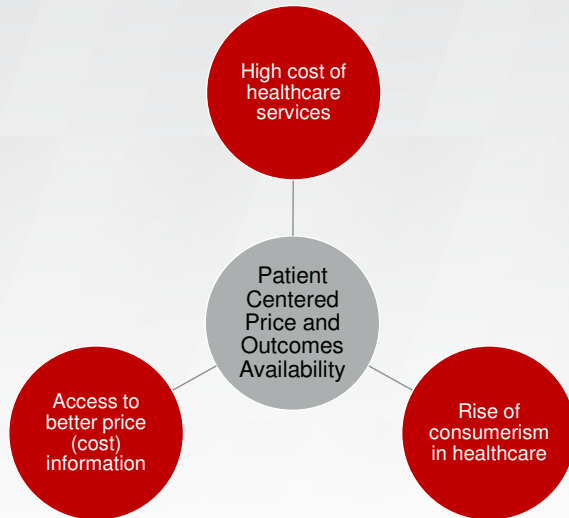 High cost of
healthcare
services
Patient
Centered
Price and
Outcomes
Availability
Access to
better price
(cost)
information
Rise of
consumerism
in healthcare